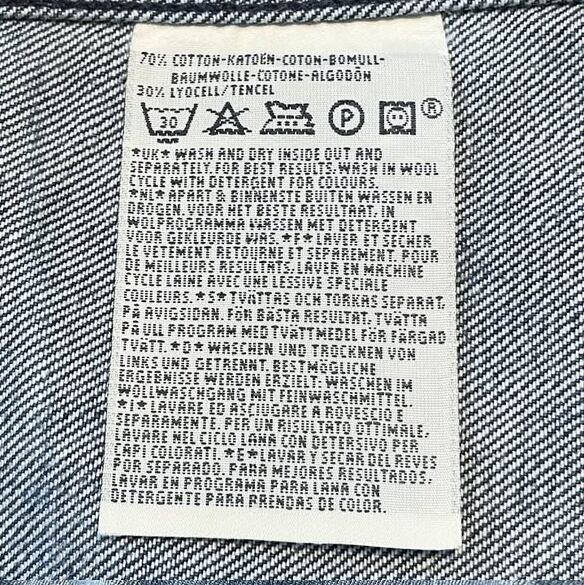 70% COTTON-KATOEN-COTON-BOMULL-
BAUMWOLLE-COTONE-ALGODÓN
30% LYOCELL/TENCEL
30 P ®
*UK* WASH AND DRY INSIDE OUT AND
SEPARATELY. FOR BEST RESULTS. WASH IN WOOL
CYCLE WITH DETERGENT FOR COLOURS.
*NL* APART & BINNENSTE BUITEN WASSEN EN
DROGEN. VOOR HET BESTE RESULTAAT, IN
WOLPROGRAMMA WASSEN MET DETERGENT
VOOR GEKLEURDE WAS. *F* LAVER ET SECHER
LE VETEMENT RETOURNE ET SEPAREMENT. POUR
DE MEILLEURS RESULTATS. LAVER EN MACHINE
CYCLE LAINE AVEC UNE LESSIVE SPECIALE
COULEURS. *S* TVÄTTAS OCH TORKAS SEPARAT,
PÅ AVIGSIDAN. FÖR BÄSTA RESULTAT, TVÄTTA
PÅ ULL PROGRAM MED TVÄTTMEDEL FÖR FÄRGAD
TVÄTT. *D* WASCHEN UND TROCKNEN VON
LINKS UND GETRENNT. BESTMÖGLICHE
ERGEBNISSE WERDEN ERZIELT: WASCHEN IM
WOLLWASCHGANG MIT FEINWASCHMITTEL.
*I* LAVARE ED ASCIUGARE A ROVESCIO E
SEPARAMENTE. PER UN RISULTATO OTTIMALE,
LAVARE NEL CICLO LANA CON DETERSIVO PER
CAPI COLORATI. *E* LAVAR Y SECAR DEL REVES
POR SEPARADO. PARA MEJORES RESULTADOS,
LAVAR EN PROGRAMA PARA LANA CON
DETERGENTE PARA PRENDAS DE COLOR.